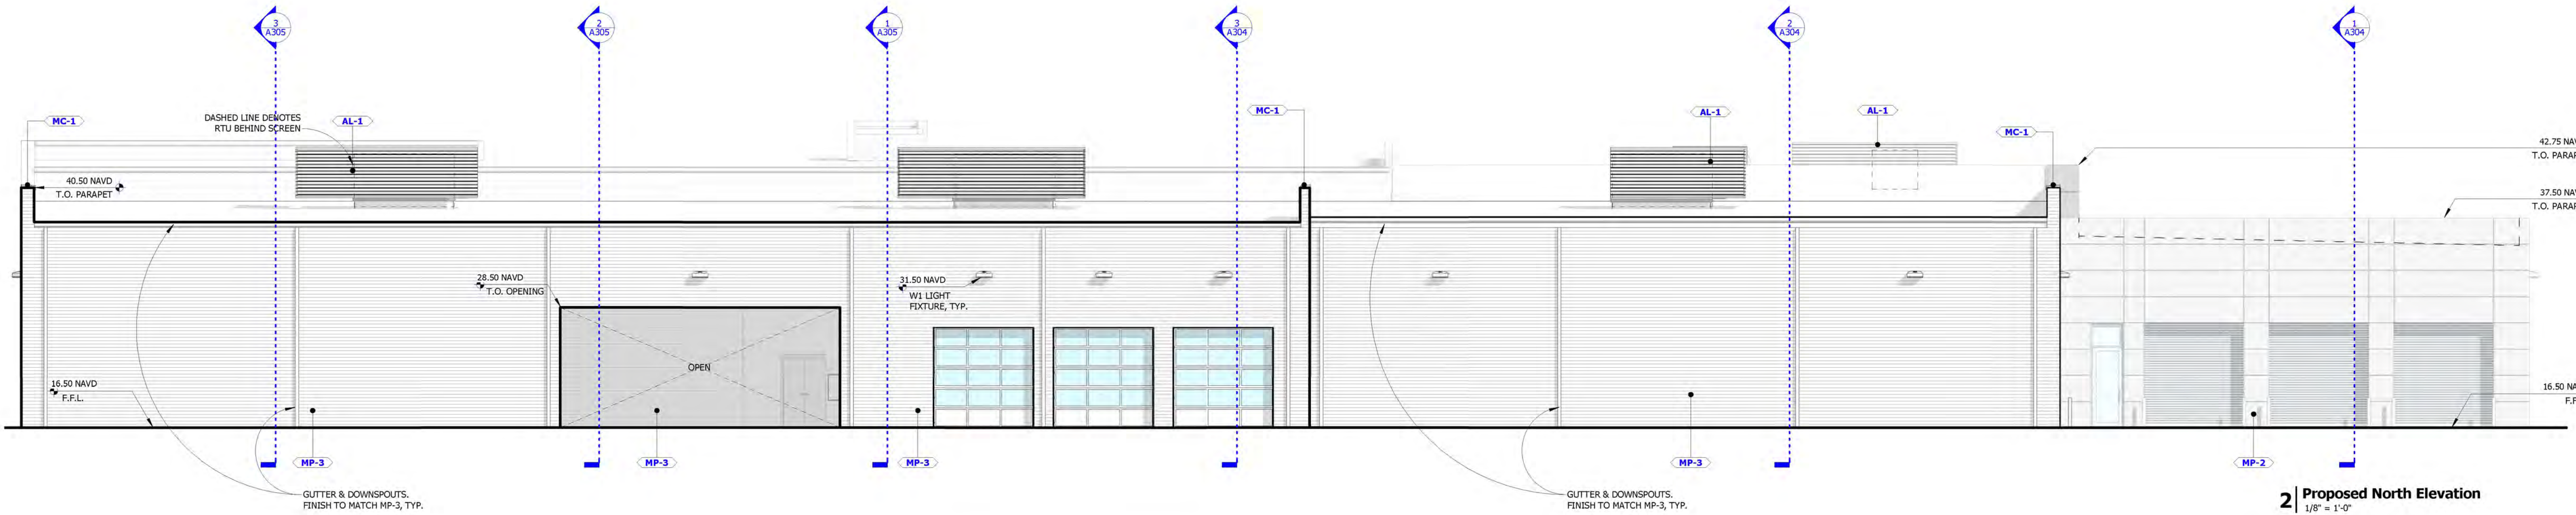 3
A305
2
A305
1
A305
3
A304
2
A304
1
A304
MC-1
DASHED LINE DENOTES
RTU BEHIND SCREEN
AL-1
MC-1
AL-1
AL-1
MC-1
42.75 NAV
T.O. PARAP
40.50 NAVD
T.O. PARAPET
37.50 NAV
T.O. PARAP
28.50 NAVD
T.O. OPENING
31.50 NAVD
W1 LIGHT
FIXTURE, TYP.
OPEN
16.50 NAVD
F.F.L.
16.50 NA
F.F
MP-3
MP-3
MP-3
MP-3
MP-2
GUTTER & DOWNSPOUTS.
FINISH TO MATCH MP-3, TYP.
GUTTER & DOWNSPOUTS.
FINISH TO MATCH MP-3, TYP.
2 Proposed North Elevation
1/8" = 1'-0"